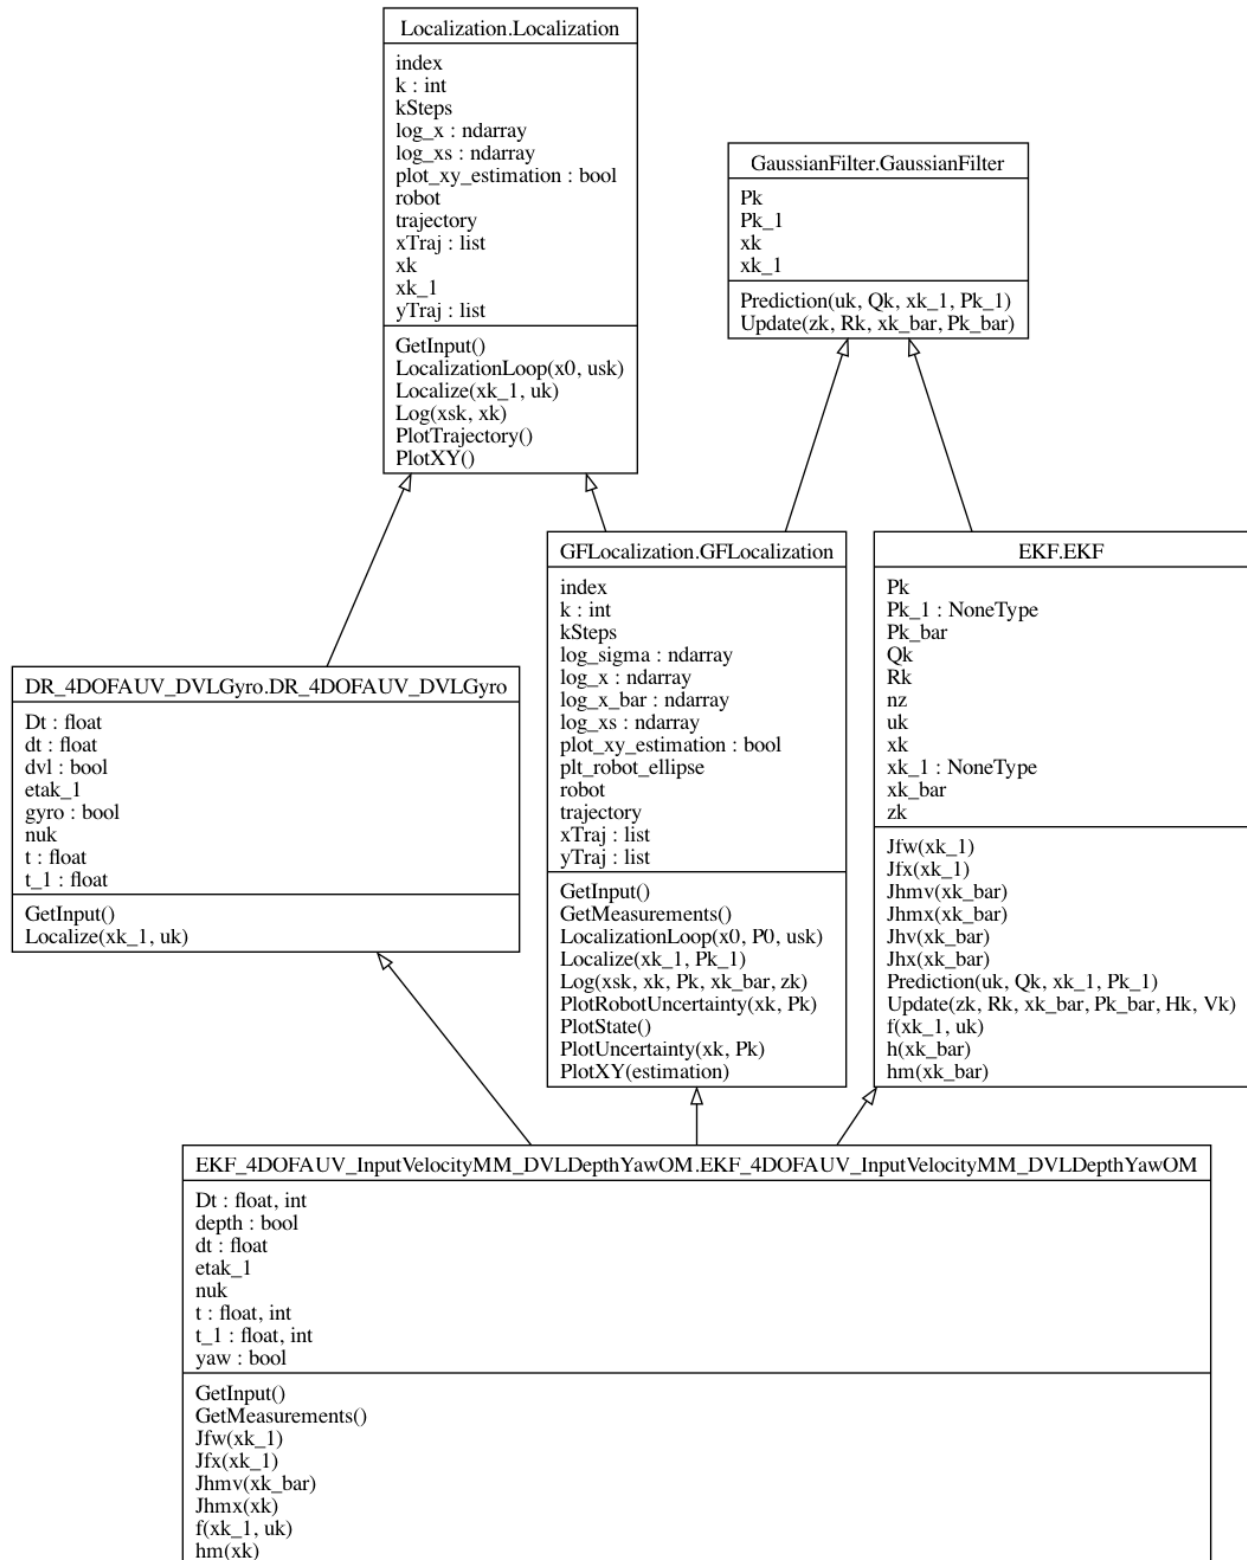 Localization.Localization
index
k : int
kSteps
log_x : ndarray
log_xs : ndarray
plot_xy_estimation : bool
robot
trajectory
xTraj : list
xk
xk_1
yTraj : list
GetInput()
LocalizationLoop(x0, usk)
Localize(xk_1, uk)
Log(xsk, xk)
PlotTrajectory()
PlotXY()
GaussianFilter.GaussianFilter
Pk
Pk_1
xk
xk_1
Prediction(uk, Qk, xk_1, Pk_1)
Update(zk, Rk, xk_bar, Pk_bar)
DR_4DOFAUV_DVLGyro.DR_4DOFAUV_DVLGyro
Dt : float
dt : float
dvl : bool
etak_1
gyro : bool
nuk
t : float
t_1 : float
GetInput()
Localize(xk_1, uk)
GFLocalization.GFLocalization
index
k : int
kSteps
log_sigma : ndarray
log_x : ndarray
log_x_bar : ndarray
log_xs : ndarray
plot_xy_estimation : bool
plt_robot_ellipse
robot
trajectory
xTraj : list
yTraj : list
GetInput()
GetMeasurements()
LocalizationLoop(x0, P0, usk)
Localize(xk_1, Pk_1)
Log(xsk, xk, Pk, xk_bar, zk)
PlotRobotUncertainty(xk, Pk)
PlotState()
PlotUncertainty(xk, Pk)
PlotXY(estimation)
EKF.EKF
Pk
Pk_1 : NoneType
Pk_bar
Qk
Rk
nz
uk
xk
xk_1 : NoneType
xk_bar
zk
Jfw(xk_1)
Jfx(xk_1)
Jhmv(xk_bar)
Jhmx(xk_bar)
Jhv(xk_bar)
Jhx(xk_bar)
Prediction(uk, Qk, xk_1, Pk_1)
Update(zk, Rk, xk_bar, Pk_bar, Hk, Vk)
f(xk_1, uk)
h(xk_bar)
hm(xk_bar)
EKF_4DOFAUV_InputVelocityMM_DVLDepthYawOM.EKF_4DOFAUV_InputVelocityMM_DVLDepthYawOM
Dt : float, int
depth : bool
dt : float
etak_1
nuk
t : float, int
t_1 : float, int
yaw : bool
GetInput()
GetMeasurements()
Jfw(xk_1)
Jfx(xk_1)
Jhmv(xk_bar)
Jhmx(xk)
f(xk_1, uk)
hm(xk)